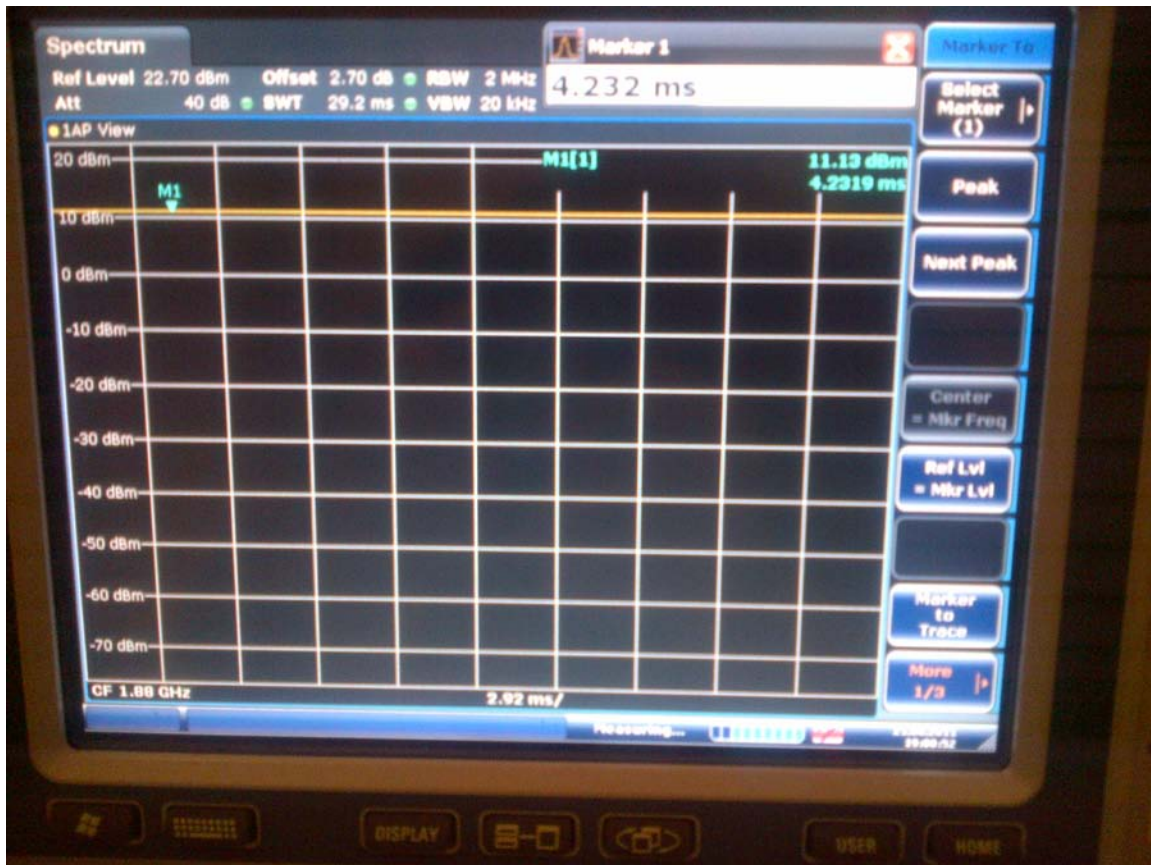 Spectrum
Marker 1
Marker To
Ref Level 22.70 dBm Offset 2.70 dB RBW 2 MHz
Att 40 dB SWT 29.2 ms VBW 20 kHz
4.232 ms
Select
Marker
(1)
1AP View
20 dBm
M1[1]
11.13 dBm
4.2319 ms
M1
Peak
10 dBm
0 dBm
Next Peak
-10 dBm
-20 dBm
Center
= Mkr Freq
-30 dBm
Ref Lvl
= Mkr Lvl
-40 dBm
-50 dBm
-60 dBm
Marker
to
Trace
-70 dBm
More
1/3
CF 1.88 GHz
2.92 ms/
Measuring...
19:00:52
DISPLAY
USER
HOME